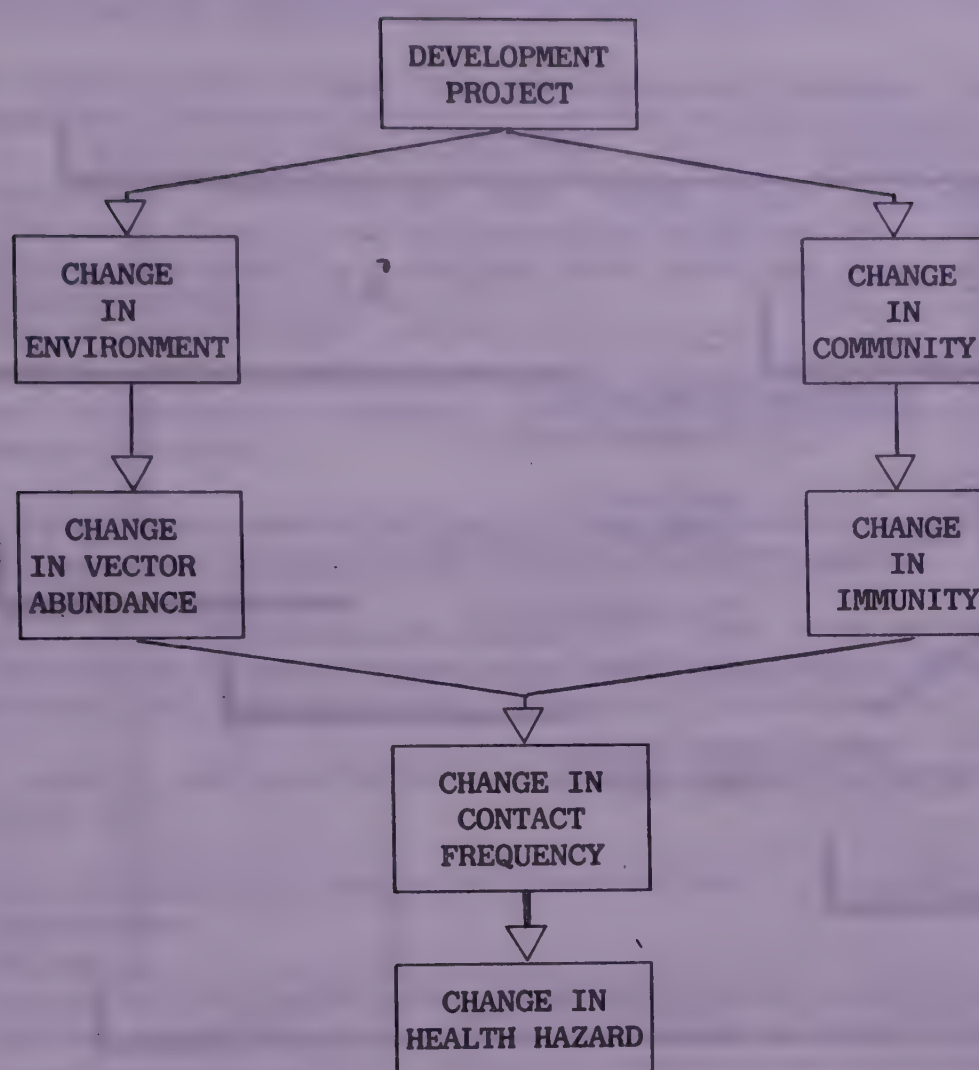 DEVELOPMENT
PROJECT
CHANGE
IN
ENVIRONMENT
CHANGE
IN
COMMUNITY
CHANGE
IN VECTOR
ABUNDANCE
CHANGE
IN
IMMUNITY
CHANGE IN
CONTACT
FREQUENCY
CHANGE IN
HEALTH HAZARD